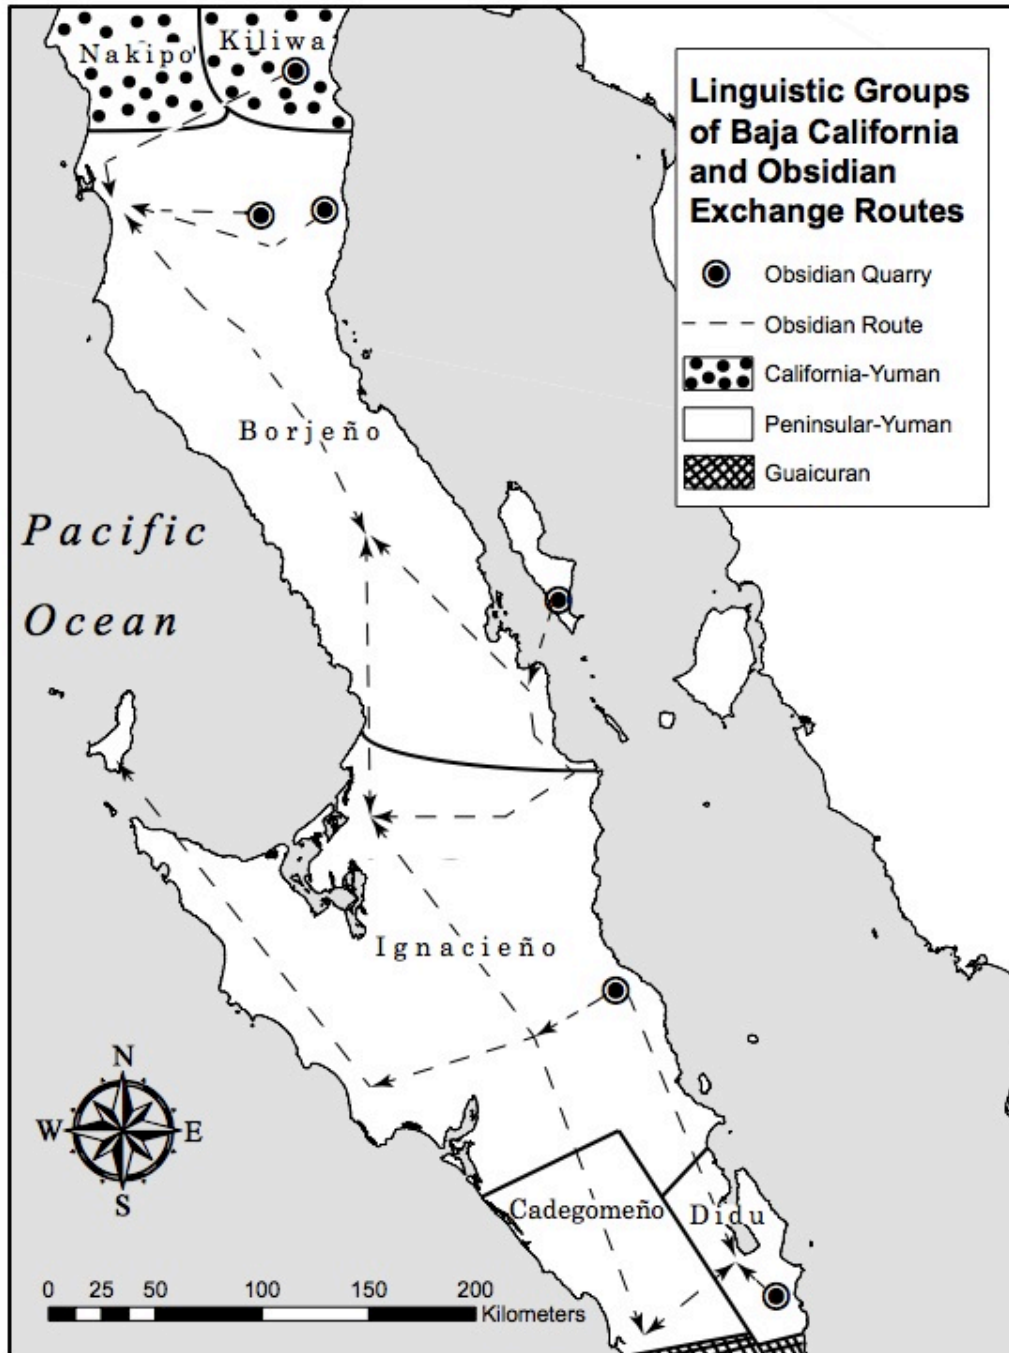 Nakipo
Kiliwa
Linguistic Groups
of Baja California
and Obsidian
Exchange Routes
Obsidian Quarry
Obsidian Route
California-Yuman
Peninsular-Yuman
Guaicuran
Borjeño
Pacific
Ocean
Ignacieño
N
W
E
S
Cadegomeño
Didu
0 25 50 100 150 200
Kilometers